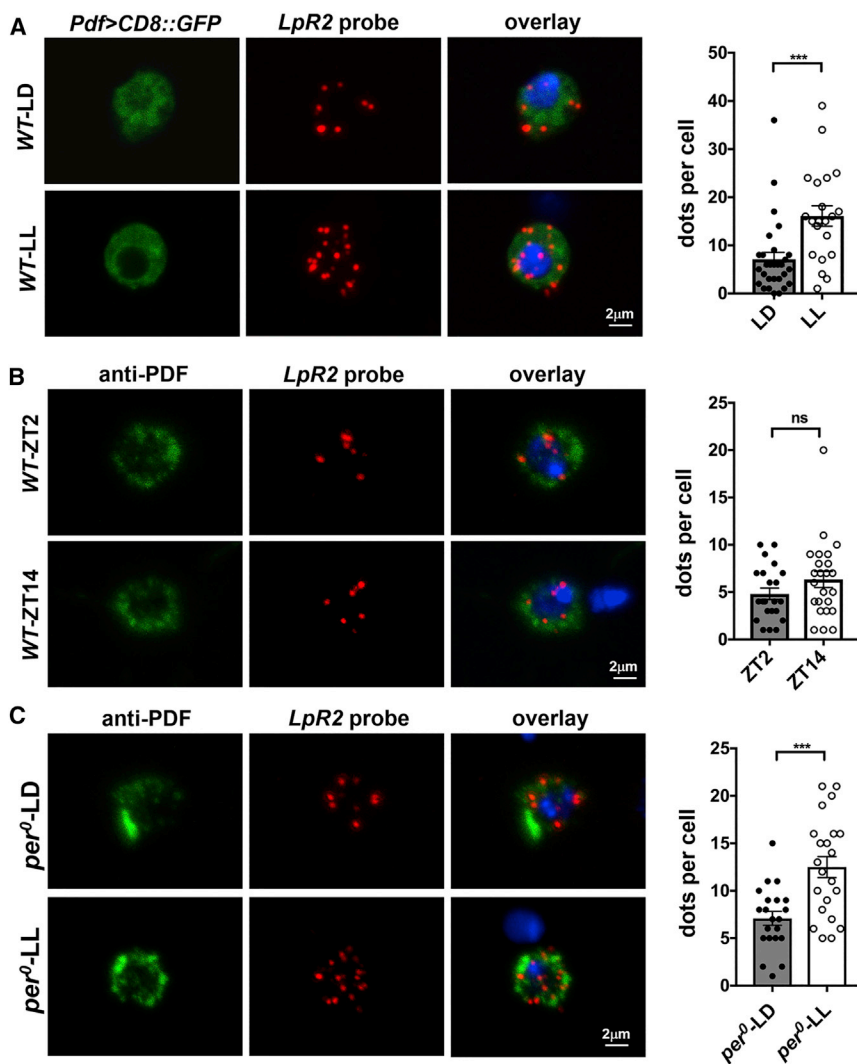 A
Pdf>CD8::GFP LpR2 probe overlay
WT-LD
WT-LL
2μm
***
dots per cell
50
40
30
20
10
0
LD LL
B
anti-PDF LpR2 probe overlay
WT-ZT2
WT-ZT14
2μm
ns
dots per cell
25
20
15
10
5
0
ZT2 ZT14
C
anti-PDF LpR2 probe overlay
per⁰-LD
per⁰-LL
2μm
***
dots per cell
25
20
15
10
5
0
per⁰-LD per⁰-LL